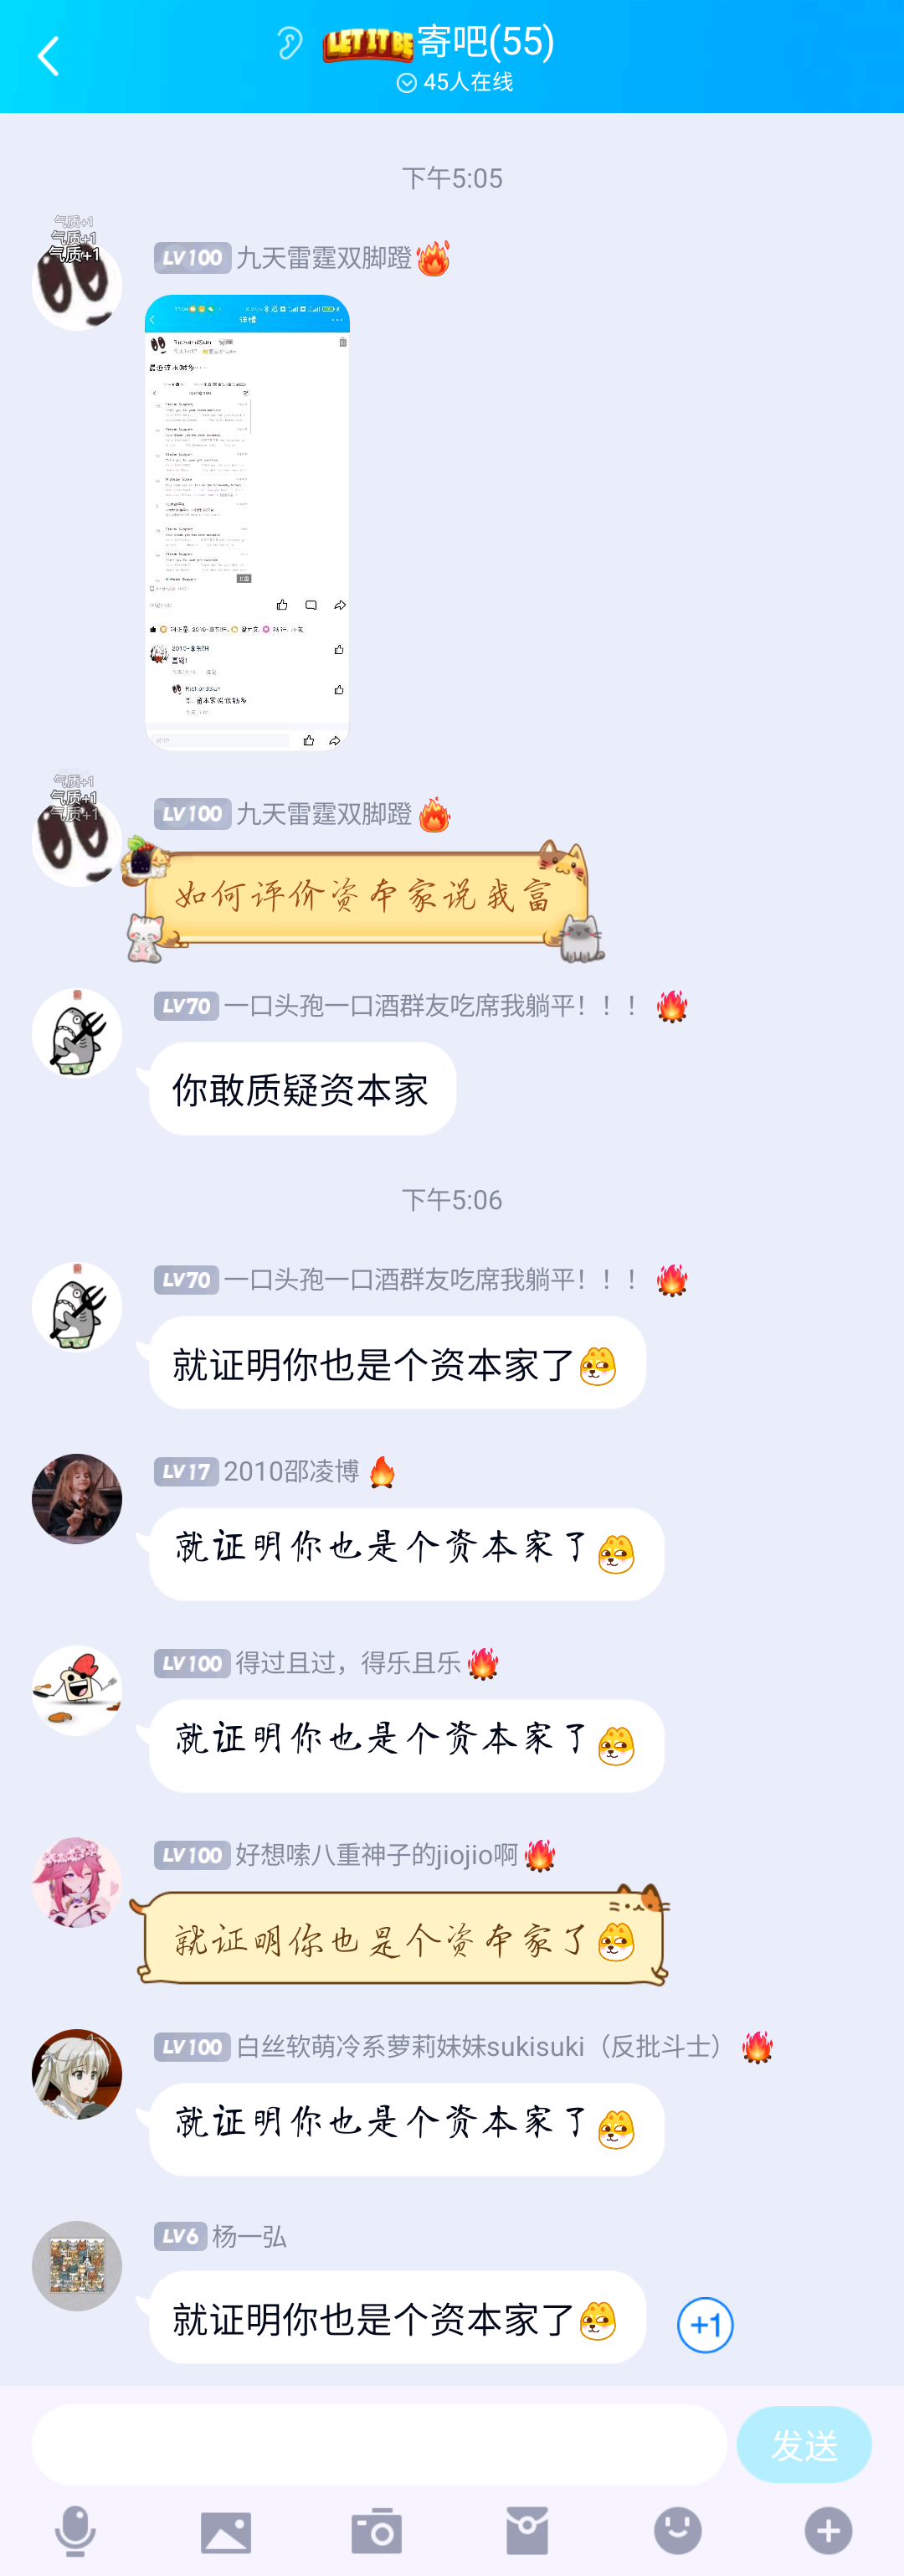 LET IT BE寄吧(55)
45人在线
下午5:05
气质+1
气质+1
气质+1
LV100 九天雷霆双脚蹬
详情
RichardSun
气质+1
气质+1
气质+1
LV100 九天雷霆双脚蹬
如何评价资本家说我富
LV70 一口头孢一口酒群友吃席我躺平！！！
你敢质疑资本家
下午5:06
LV70 一口头孢一口酒群友吃席我躺平！！！
就证明你也是个资本家了
LV17 2010邵凌博
就证明你也是个资本家了
LV100 得过且过，得乐且乐
就证明你也是个资本家了
LV100 好想嗦八重神子的jiojio啊
就证明你也是个资本家了
LV100 白丝软萌冷系萝莉妹妹sukisuki（反批斗士）
就证明你也是个资本家了
LV6 杨一弘
就证明你也是个资本家了
+1
发送